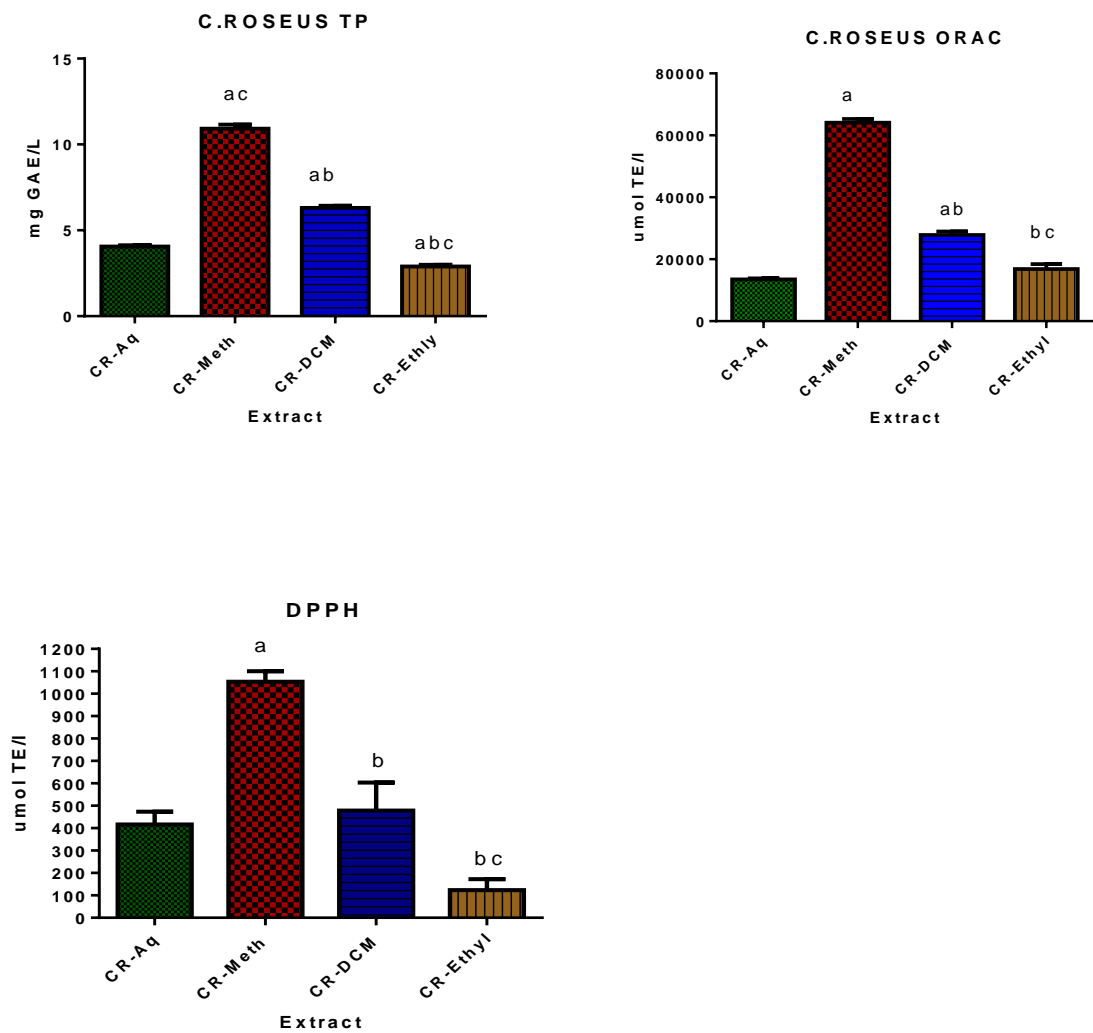 C.ROSEUS TP
15
10
5
0
mg GAE/L
ac
ab
abc
CR-Aq
CR-Meth
CR-DCM
CR-Ethly
Extract
C.ROSEUS ORAC
80000
60000
40000
20000
0
umol TE/l
a
ab
bc
CR-Aq
CR-Meth
CR-DCM
CR-Ethyl
Extract
DPPH
1200
1100
1000
900
800
700
600
500
400
300
200
100
0
umol TE/l
a
b
bc
CR-Aq
CR-Meth
CR-DCM
CR-Ethyl
Extract